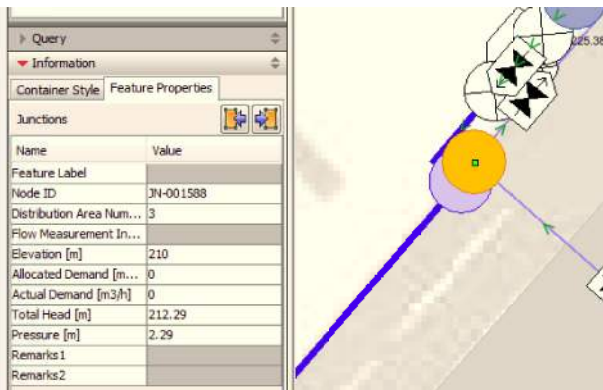 Query
Information
Container Style Feature Properties
Junctions
Name Value
Feature Label
Node ID JN-001588
Distribution Area Num... 3
Flow Measurement In...
Elevation [m] 210
Allocated Demand [m...  0
Actual Demand [m3/h] 0
Total Head [m] 212.29
Pressure [m] 2.29
Remarks1
Remarks2
225.38